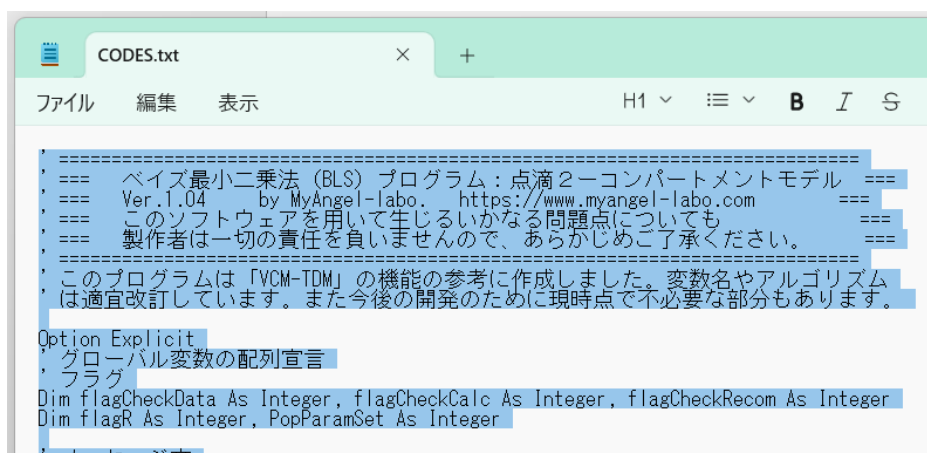 CODES.txt
ファイル 編集 表示 H1 B I S
' ============================================================================
' ===   ベイズ最小二乗法 (BLS) プログラム：点滴２ーコンパートメントモデル  ===
' ===   Ver.1.04     by MyAngel-labo.   https://www.myangel-labo.com        ===
' ===   このソフトウェアを用いて生じるいかなる問題点についても             ===
' ===   製作者は一切の責任を負いませんので、あらかじめご了承ください。      ===
' ============================================================================
' このプログラムは「VCM-TDM」の機能の参考に作成しました。変数名やアルゴリズム
' は適宜改訂しています。また今後の開発のために現時点で不必要な部分もあります。
Option Explicit
' グローバル変数の配列宣言
' フラグ
Dim flagCheckData As Integer, flagCheckCalc As Integer, flagCheckRecom As Integer
Dim flagR As Integer, PopParamSet As Integer